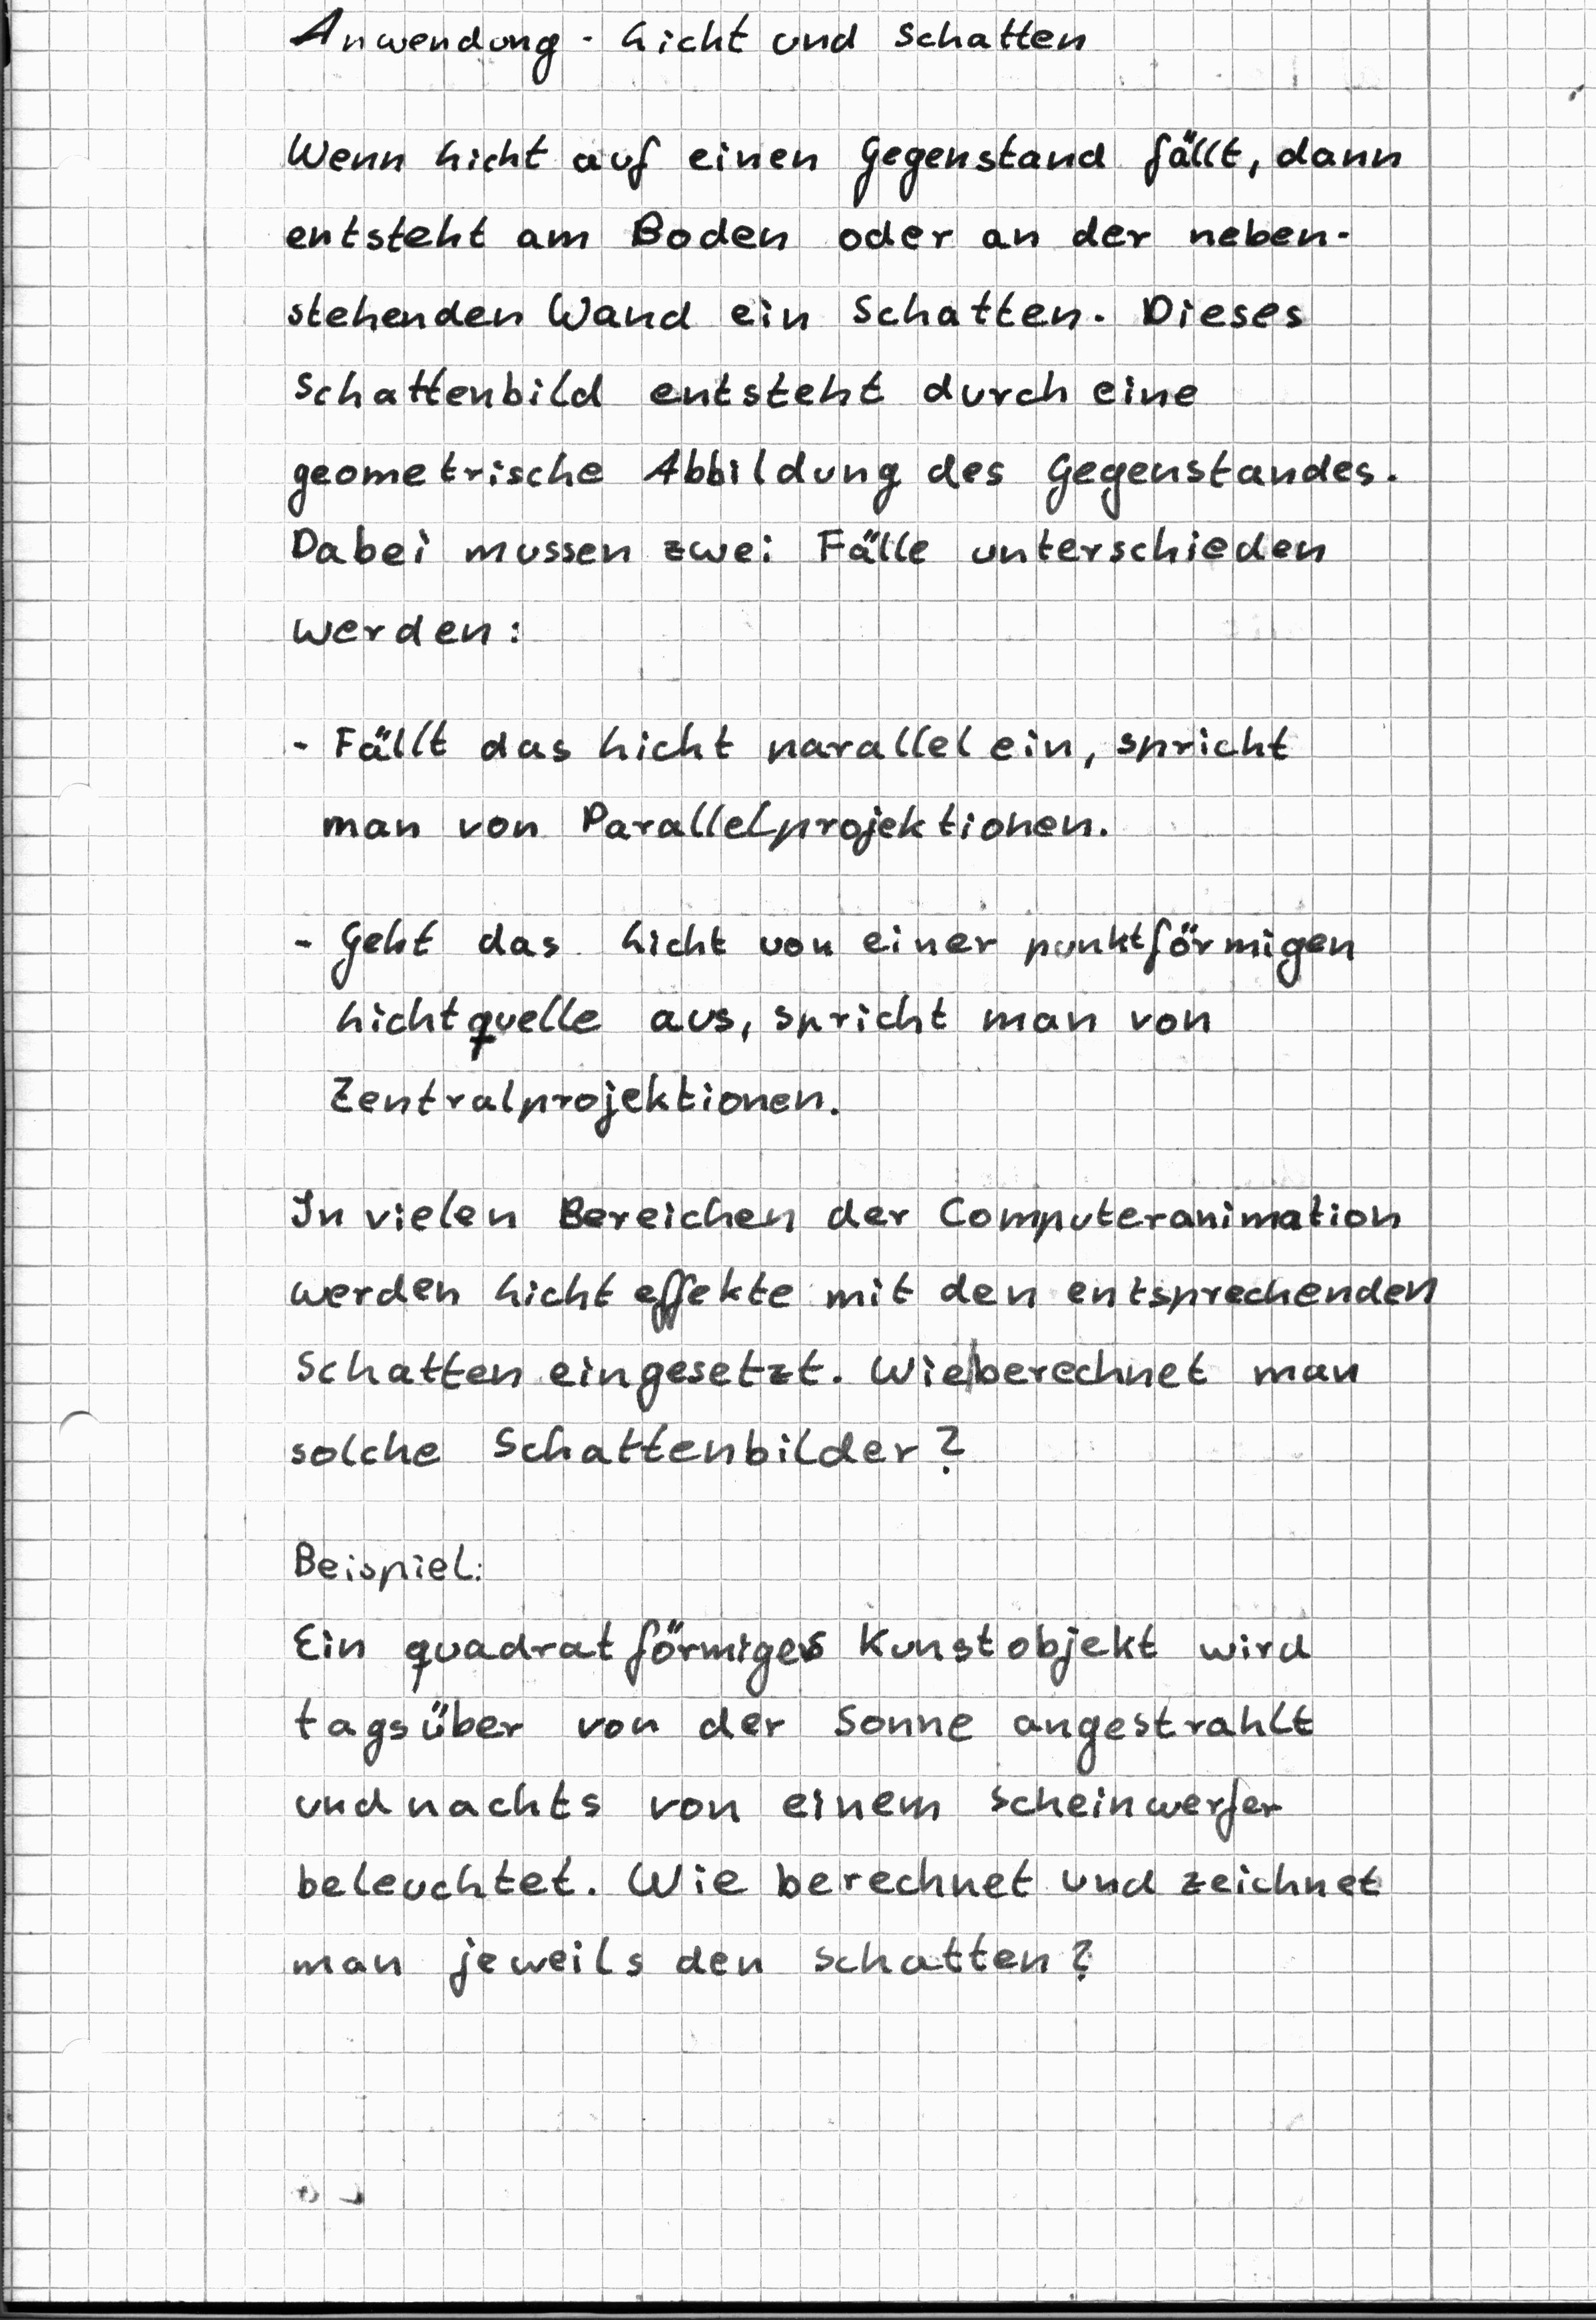 Anwendung - Licht und Schatten
Wenn Licht auf einen Gegenstand fällt, dann
entsteht am Boden oder an der neben-
stehenden Wand ein Schatten. Dieses
Schattenbild entsteht durch eine
geometrische Abbildung des Gegenstandes.
Dabei mussen zwei Fälle unterschieden
werden:
- Fällt das Licht parallel ein, spricht
man von Parallelprojektionen.
- Geht das Licht von einer punktförmigen
Lichtquelle aus, spricht man von
Zentralprojektionen.
In vielen Bereichen der Computeranimation
werden Lichteffekte mit den entsprechenden
Schatten eingesetzt. Wie berechnet man
solche Schattenbilder?
Beispiel:
Ein quadratförmiges Kunstobjekt wird
tagsüber von der Sonne angestrahlt
und nachts von einem Scheinwerfer
beleuchtet. Wie berechnet und zeichnet
man jeweils den Schatten?